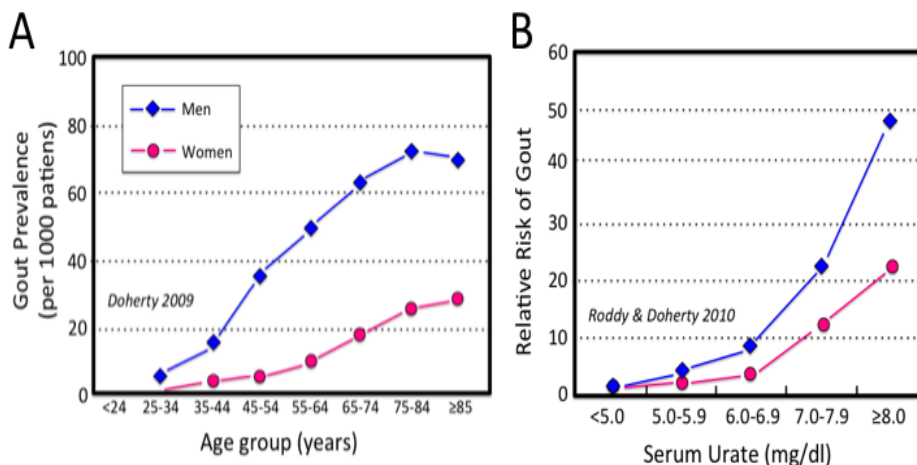 A
Gout Prevalence
(per 1000 patiens)
100
80
60
40
20
0
Men
Women
Doherty 2009
<24 25-34 35-44 45-54 55-64 65-74 75-84 ≥85
Age group (years)
B
Relative Risk of Gout
60
50
40
30
20
10
0
Roddy & Doherty 2010
<5.0 5.0-5.9 6.0-6.9 7.0-7.9 ≥8.0
Serum Urate (mg/dl)